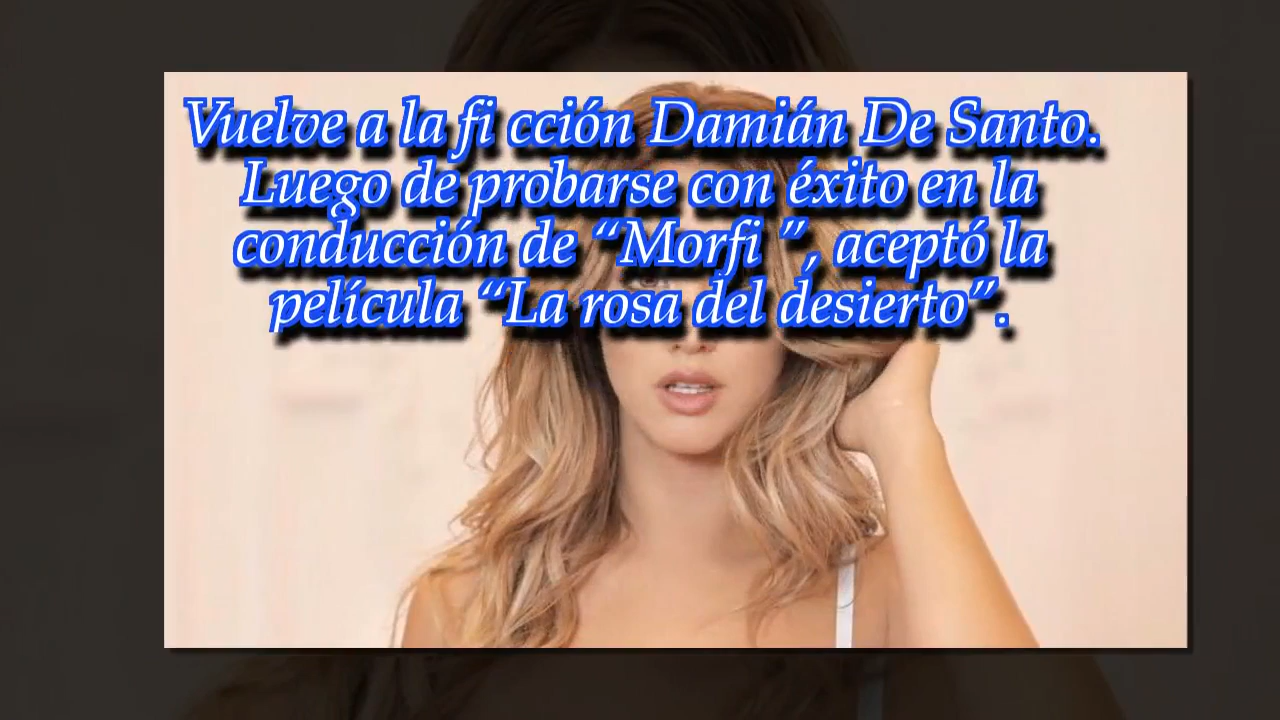 Vuelve a la fi cción Damián De Santo.
Luego de probarse con éxito en la
conducción de “Morfi ”, aceptó la
película “La rosa del desierto”.